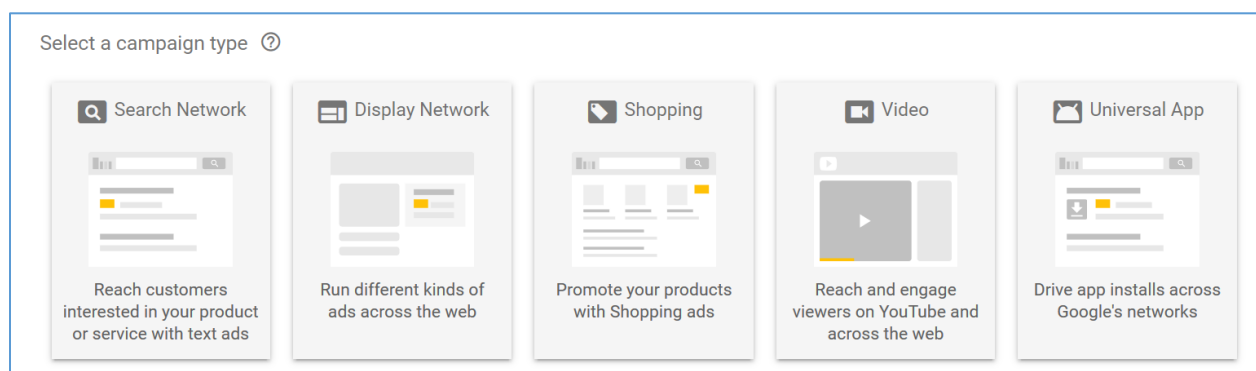 Select a campaign type ?
Search Network
Reach customers
interested in your product
or service with text ads
Display Network
Run different kinds of
ads across the web
Shopping
Promote your products
with Shopping ads
Video
Reach and engage
viewers on YouTube and
across the web
Universal App
Drive app installs across
Google's networks